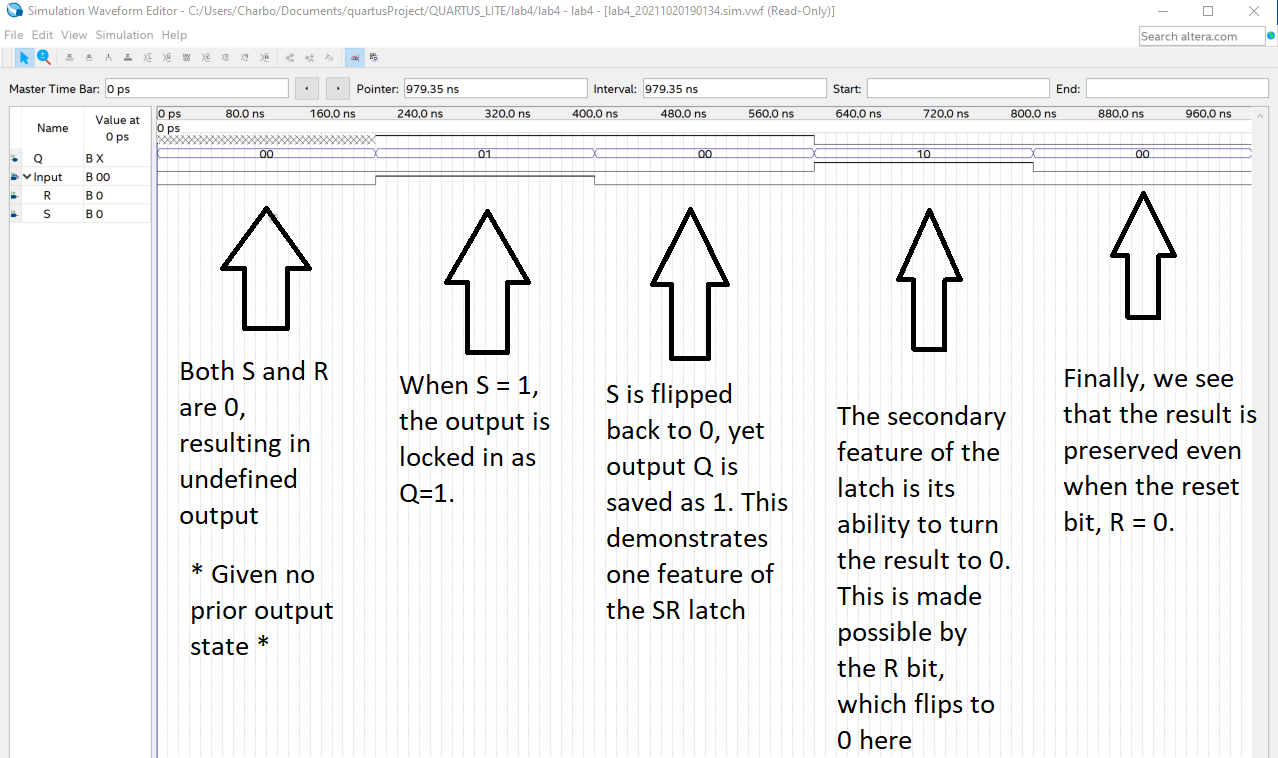 Simulation Waveform Editor - C:/Users/Charbo/Documents/quartusProject/QUARTUS_LITE/lab4/lab4 - lab4 - [lab4_20211020190134.sim.vwf (Read-Only)]
File Edit View Simulation Help
Search altera.com
Master Time Bar: 0 ps Pointer: 979.35 ns Interval: 979.35 ns Start: End:
Name Value at 0 ps
0 ps 80.0 ns 160.0 ns 240.0 ns 320.0 ns 400.0 ns 480.0 ns 560.0 ns 640.0 ns 720.0 ns 800.0 ns 880.0 ns 960.0 ns
0 ps
Q B X
Input B 00
R B 0
S B 0
00 01 00 10 00
Both S and R
are 0,
resulting in
undefined
output
* Given no
prior output
state *
When S = 1,
the output is
locked in as
Q=1.
S is flipped
back to 0, yet
output Q is
saved as 1. This
demonstrates
one feature of
the SR latch
The secondary
feature of the
latch is its
ability to turn
the result to 0.
This is made
possible by
the R bit,
which flips to
0 here
Finally, we see
that the result is
preserved even
when the reset
bit, R = 0.